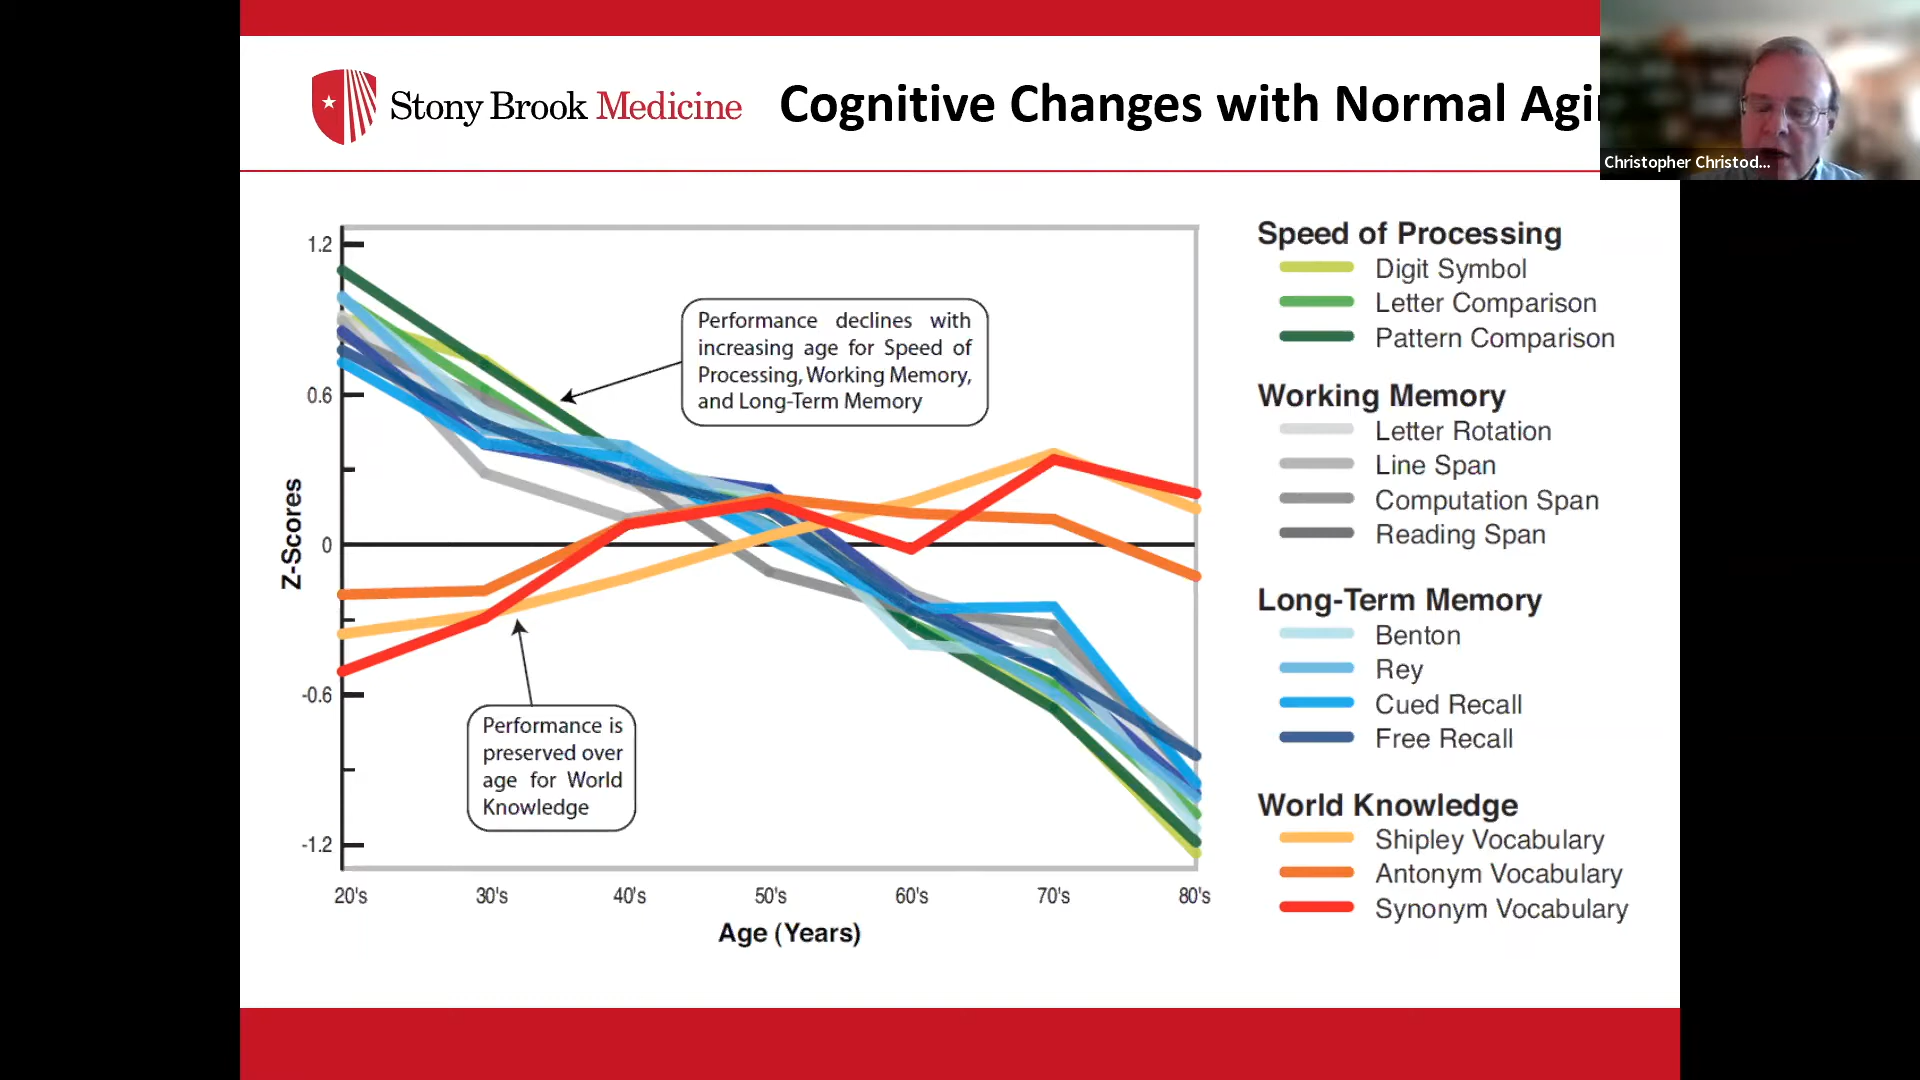 Stony Brook Medicine
Cognitive Changes with Normal Agi
Christopher Christod...
1.2
0.6
0
-0.6
-1.2
Z-Scores
20's 30's 40's 50's 60's 70's 80's
Age (Years)
Performance declines with
increasing age for Speed of
Processing, Working Memory,
and Long-Term Memory
Performance is
preserved over
age for World
Knowledge
Speed of Processing
Digit Symbol
Letter Comparison
Pattern Comparison
Working Memory
Letter Rotation
Line Span
Computation Span
Reading Span
Long-Term Memory
Benton
Rey
Cued Recall
Free Recall
World Knowledge
Shipley Vocabulary
Antonym Vocabulary
Synonym Vocabulary